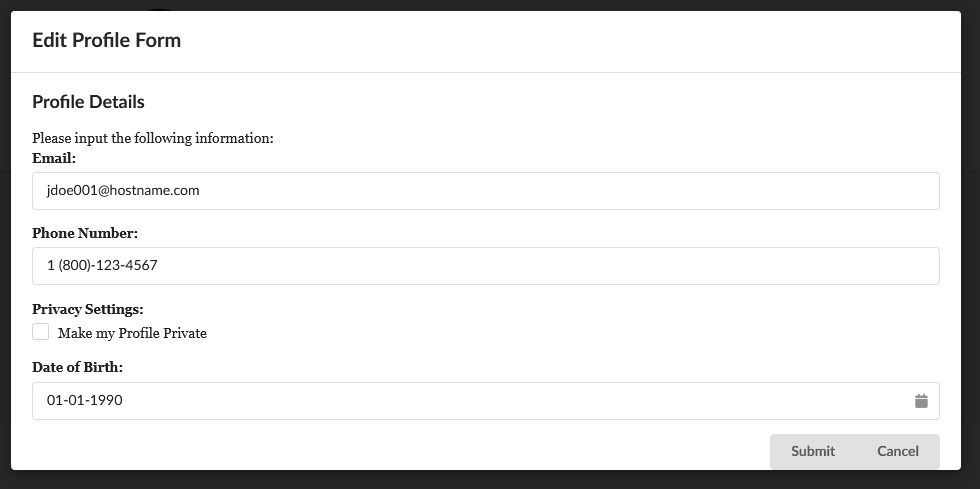 Edit Profile Form
Profile Details
Please input the following information:
Email:
jdoe001@hostname.com
Phone Number:
1 (800)-123-4567
Privacy Settings:
Make my Profile Private
Date of Birth:
01-01-1990
Submit Cancel